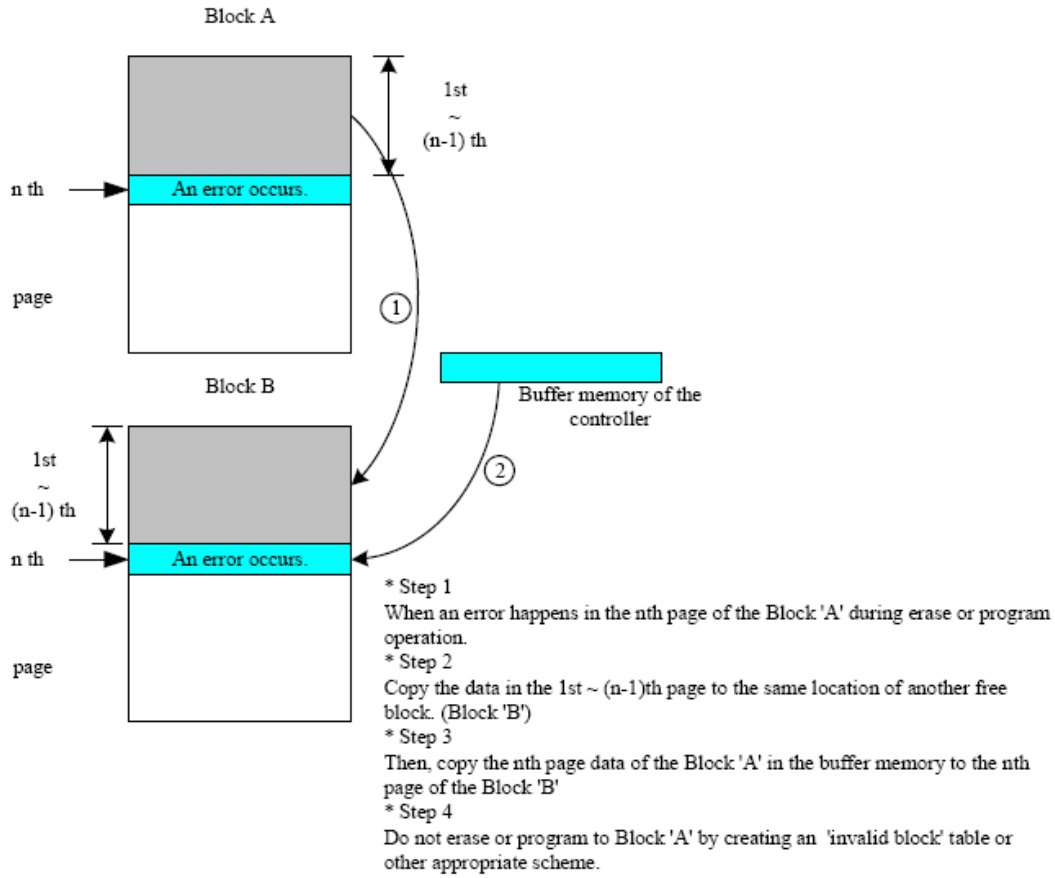 Block A
1st
~
(n-1) th
n th
An error occurs.
page
1
Block B
Buffer memory of the
controller
1st
~
(n-1) th
2
n th
An error occurs.
page
* Step 1
When an error happens in the nth page of the Block 'A' during erase or program
operation.
* Step 2
Copy the data in the 1st ~ (n-1)th page to the same location of another free
block. (Block 'B')
* Step 3
Then, copy the nth page data of the Block 'A' in the buffer memory to the nth
page of the Block 'B'
* Step 4
Do not erase or program to Block 'A' by creating an 'invalid block' table or
other appropriate scheme.